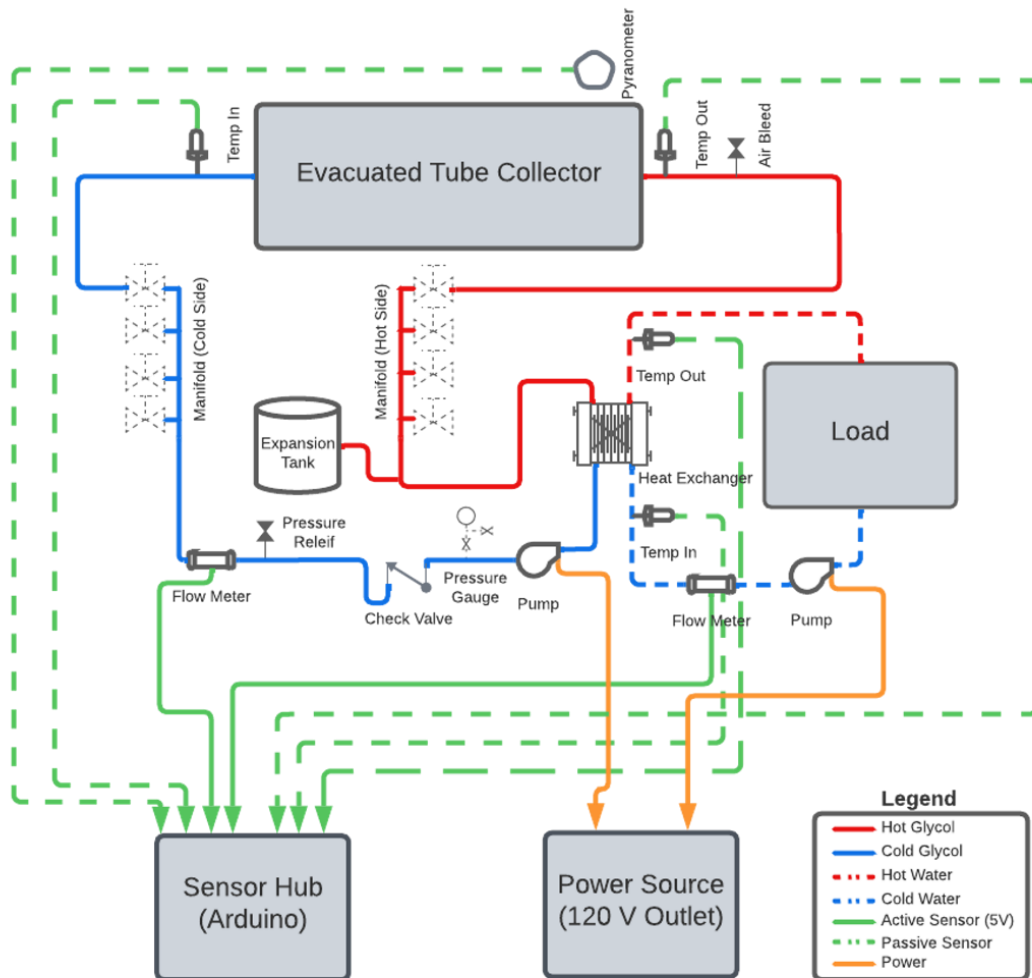 Pyranometer
Temp In
Evacuated Tube Collector
Temp Out
Air Bleed
Manifold (Cold Side)
Manifold (Hot Side)
Temp Out
Load
Expansion
Tank
Heat Exchanger
Pressure
Releif
Temp In
Flow Meter
Check Valve
Pressure
Gauge
Pump
Flow Meter
Pump
Sensor Hub
(Arduino)
Power Source
(120 V Outlet)
Legend
Hot Glycol
Cold Glycol
Hot Water
Cold Water
Active Sensor (5V)
Passive Sensor
Power